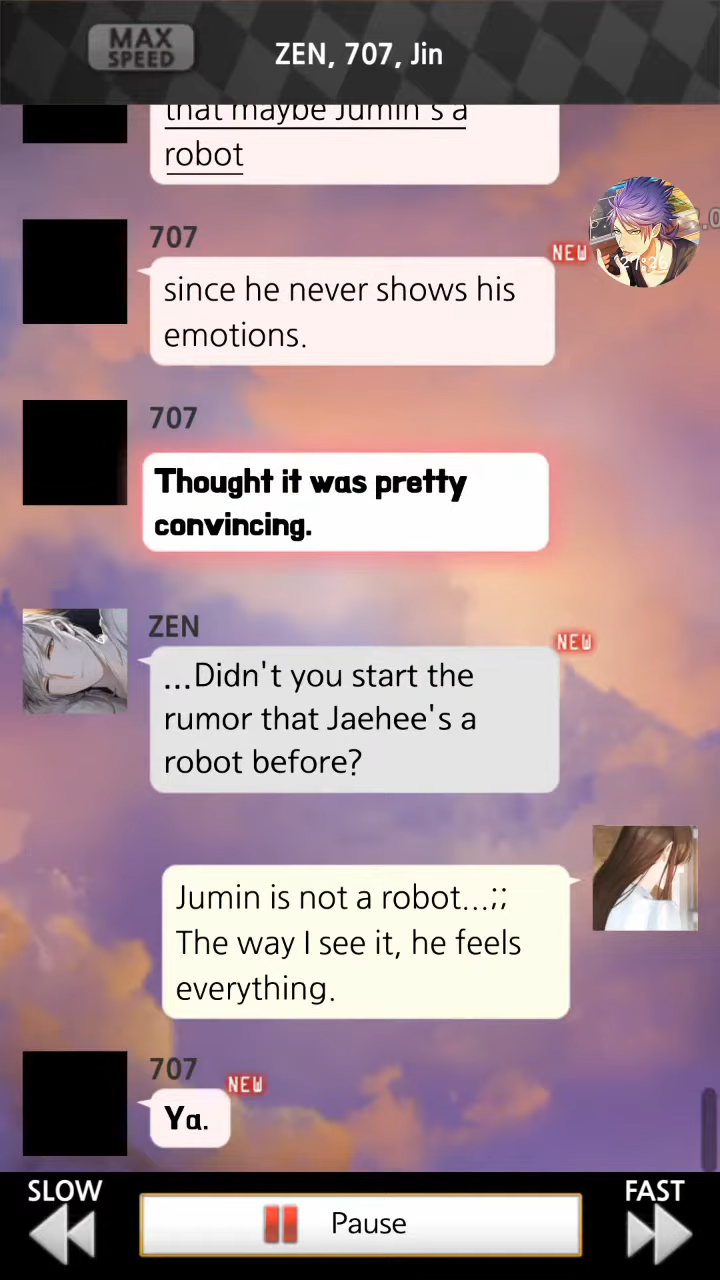 MAX
SPEED
ZEN, 707, Jin
that maybe Jumin's a
robot
707
NEW
since he never shows his
emotions.
707
Thought it was pretty
convincing.
ZEN
NEW
...Didn't you start the
rumor that Jaehee's a
robot before?
Jumin is not a robot...;;
The way I see it, he feels
everything.
707
NEW
Ya.
SLOW
Pause
FAST